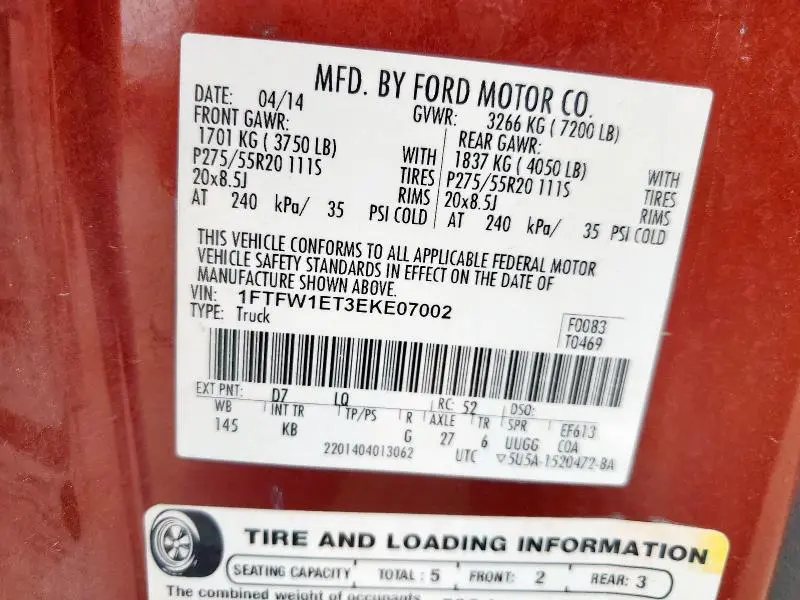 MFD. BY FORD MOTOR CO.
DATE: 04/14 GVWR: 3266 KG ( 7200 LB)
FRONT GAWR: REAR GAWR:
1701 KG ( 3750 LB) WITH 1837 KG ( 4050 LB) WITH
P275/55R20 111S TIRES P275/55R20 111S TIRES
20x8.5J RIMS 20x8.5J RIMS
AT 240 kPa/ 35 PSI COLD AT 240 kPa/ 35 PSI COLD
THIS VEHICLE CONFORMS TO ALL APPLICABLE FEDERAL MOTOR
VEHICLE SAFETY STANDARDS IN EFFECT ON THE DATE OF
MANUFACTURE SHOWN ABOVE.
VIN: 1FTFW1ET3EKE07002
TYPE: Truck
F0083
T0469
EXT PNT: D7 LQ RC: 52 DSO:
WB INT TR TP/PS R AXLE TR SPR EF613
145 KB G 27 6 UUGG COA
2201404013062 UTC ▽5U5A-1520472-BA
TIRE AND LOADING INFORMATION
SEATING CAPACITY TOTAL : 5 FRONT: 2 REAR: 3
The combined weight of occupants